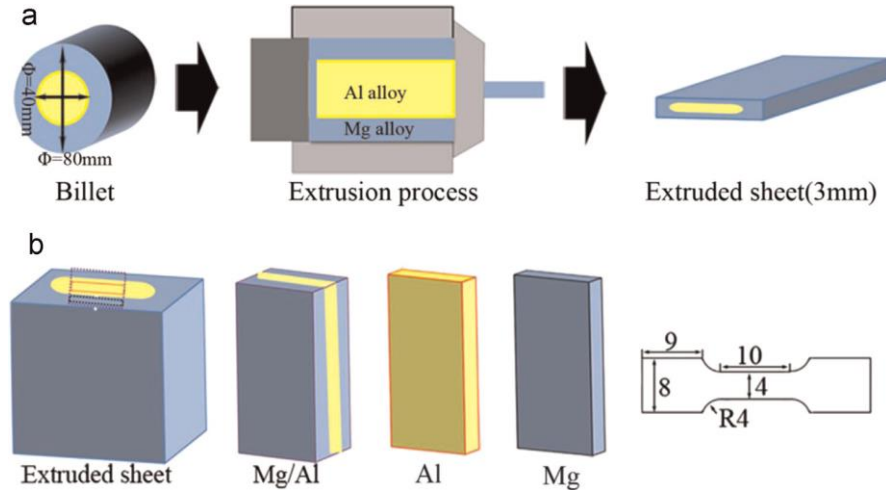 a
Φ=40mm
Φ=80mm
Al alloy
Mg alloy
Billet
Extrusion process
Extruded sheet(3mm)
b
9
10
8
4
R4
Extruded sheet
Mg/Al
Al
Mg